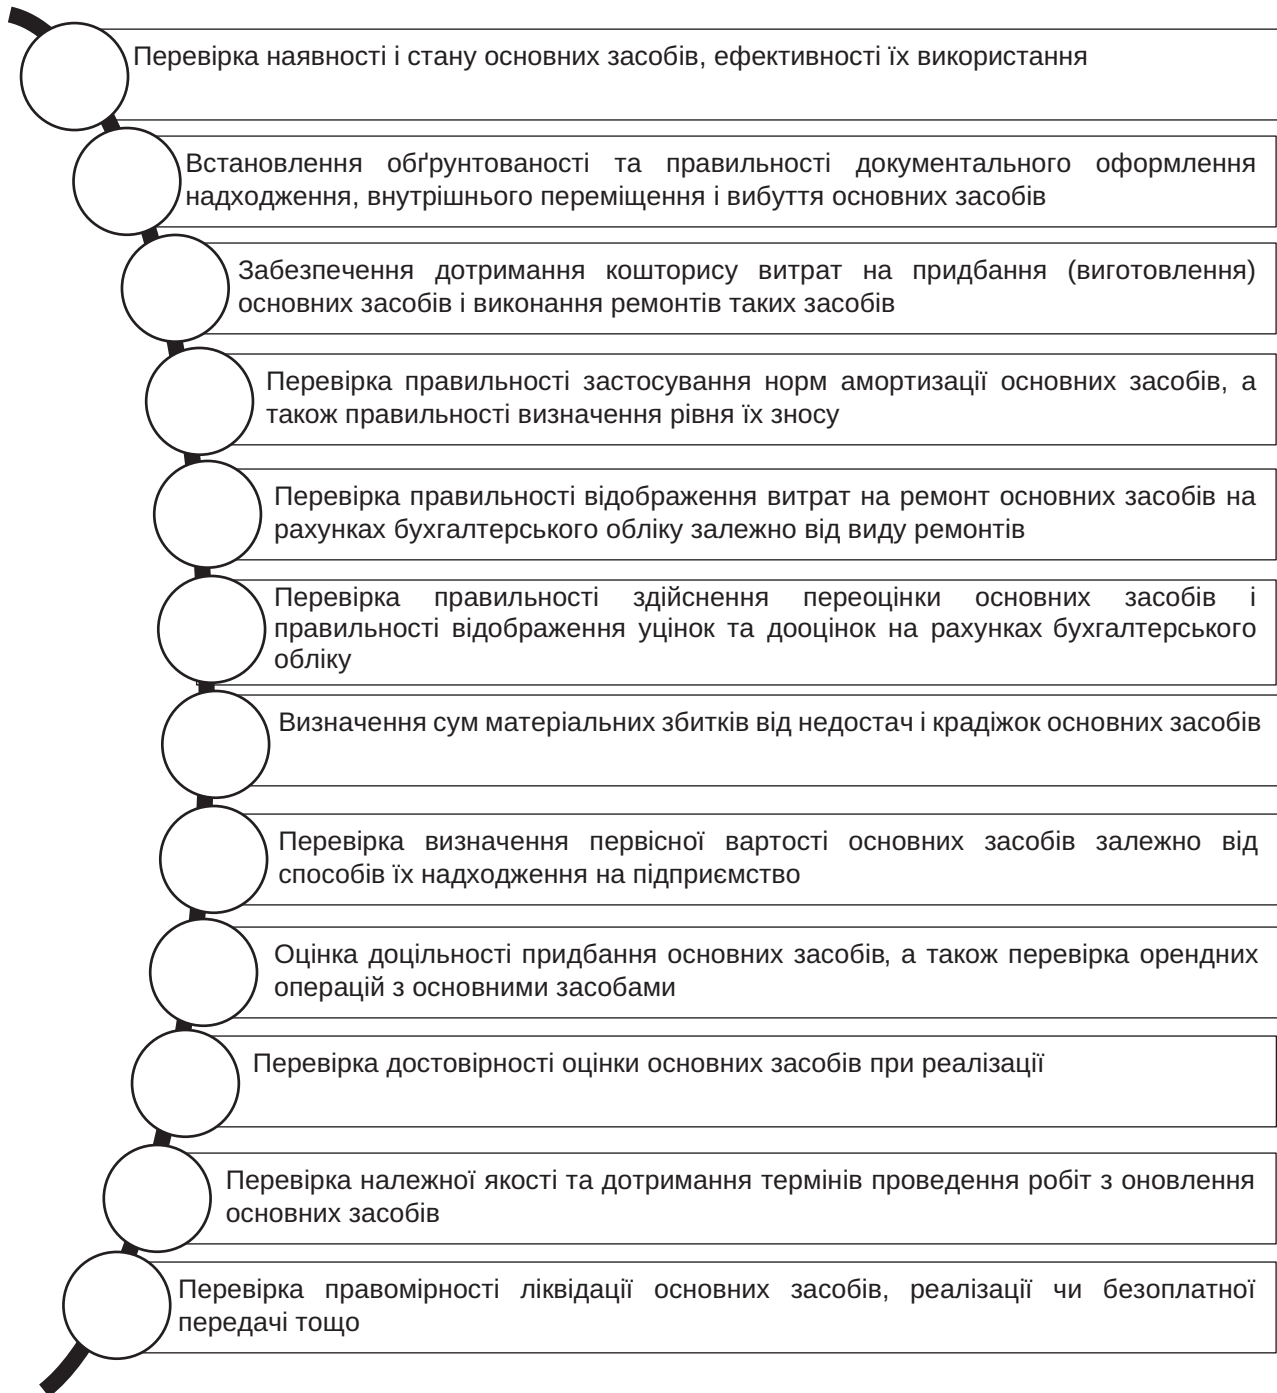 Перевірка наявності і стану основних засобів, ефективності їх використання
Встановлення обґрунтованості та правильності документального оформлення
надходження, внутрішнього переміщення і вибуття основних засобів
Забезпечення дотримання кошторису витрат на придбання (виготовлення)
основних засобів і виконання ремонтів таких засобів
Перевірка правильності застосування норм амортизації основних засобів, а
також правильності визначення рівня їх зносу
Перевірка правильності відображення витрат на ремонт основних засобів на
рахунках бухгалтерського обліку залежно від виду ремонтів
Перевірка правильності здійснення переоцінки основних засобів і
правильності відображення уцінок та дооцінок на рахунках бухгалтерського
обліку
Визначення сум матеріальних збитків від недостач і крадіжок основних засобів
Перевірка визначення первісної вартості основних засобів залежно від
способів їх надходження на підприємство
Оцінка доцільності придбання основних засобів, а також перевірка орендних
операцій з основними засобами
Перевірка достовірності оцінки основних засобів при реалізації
Перевірка належної якості та дотримання термінів проведення робіт з оновлення
основних засобів
Перевірка правомірності ліквідації основних засобів, реалізації чи безоплатної
передачі тощо